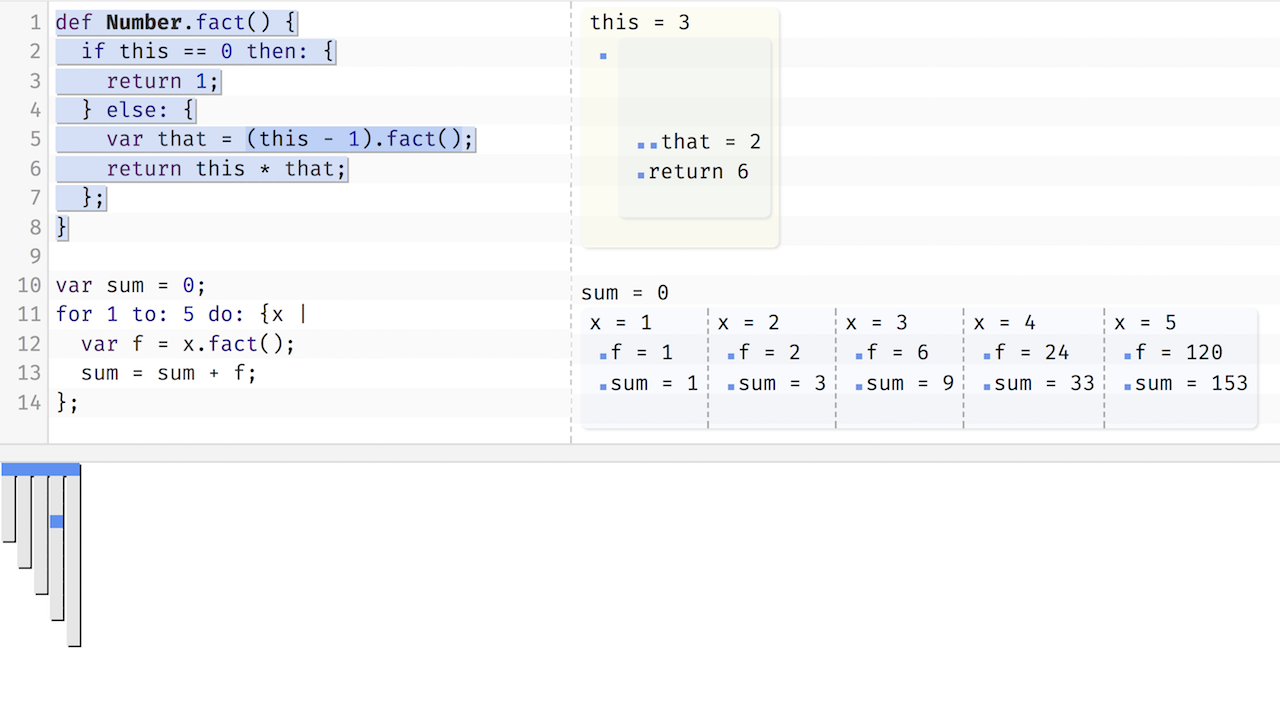 1 def Number.fact() {
2 if this == 0 then: {
3 return 1;
4 } else: {
5 var that = (this - 1).fact();
6 return this * that;
7 };
8 }
9
10 var sum = 0;
11 for 1 to: 5 do: {x |
12 var f = x.fact();
13 sum = sum + f;
14 };
this = 3
that = 2
return 6
sum = 0
x = 1 x = 2 x = 3 x = 4 x = 5
f = 1 f = 2 f = 6 f = 24 f = 120
sum = 1 sum = 3 sum = 9 sum = 33 sum = 153